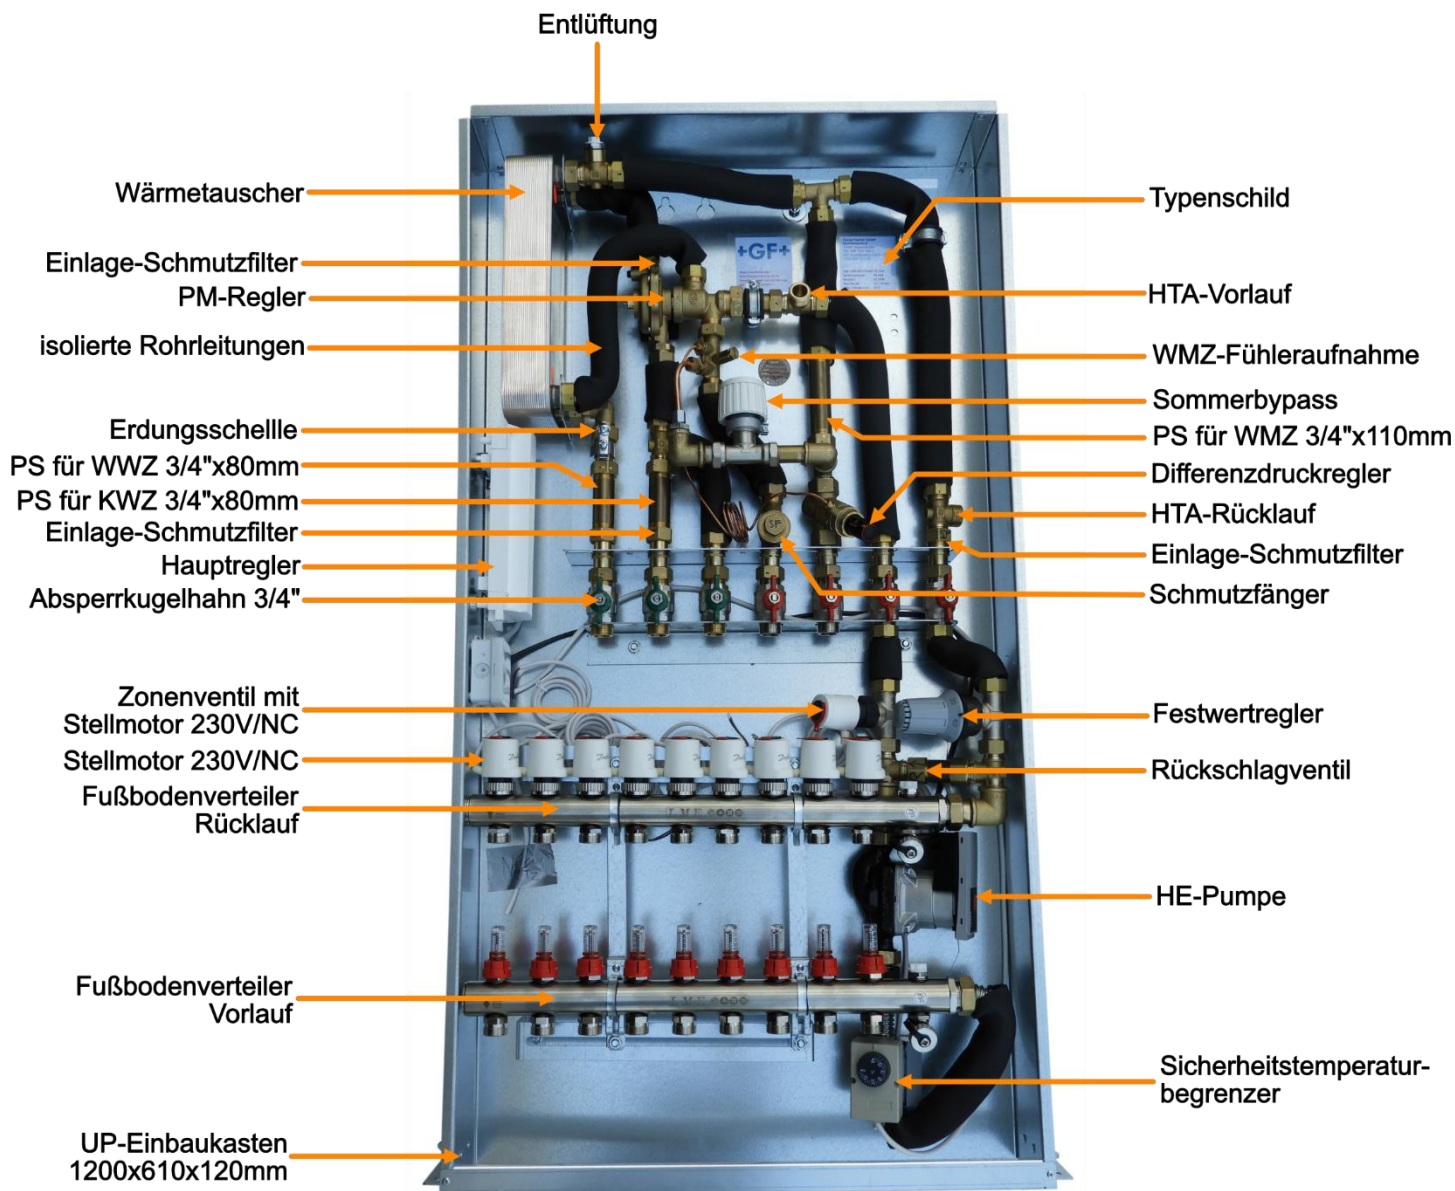 Entlüftung
Wärmetauscher
Einlage-Schmutzfilter
PM-Regler
isolierte Rohrleitungen
Erdungsschellle
PS für WWZ 3/4"x80mm
PS für KWZ 3/4"x80mm
Einlage-Schmutzfilter
Hauptregler
Absperrkugelhahn 3/4"
Zonenventil mit
Stellmotor 230V/NC
Stellmotor 230V/NC
Fußbodenverteiler
Rücklauf
Fußbodenverteiler
Vorlauf
UP-Einbaukasten
1200x610x120mm
+GF+
Typenschild
HTA-Vorlauf
WMZ-Fühleraufnahme
Sommerbypass
PS für WMZ 3/4"x110mm
Differenzdruckregler
HTA-Rücklauf
Einlage-Schmutzfilter
Schmutzfänger
Festwertregler
Rückschlagventil
HE-Pumpe
Sicherheitstemperatur-
begrenzer